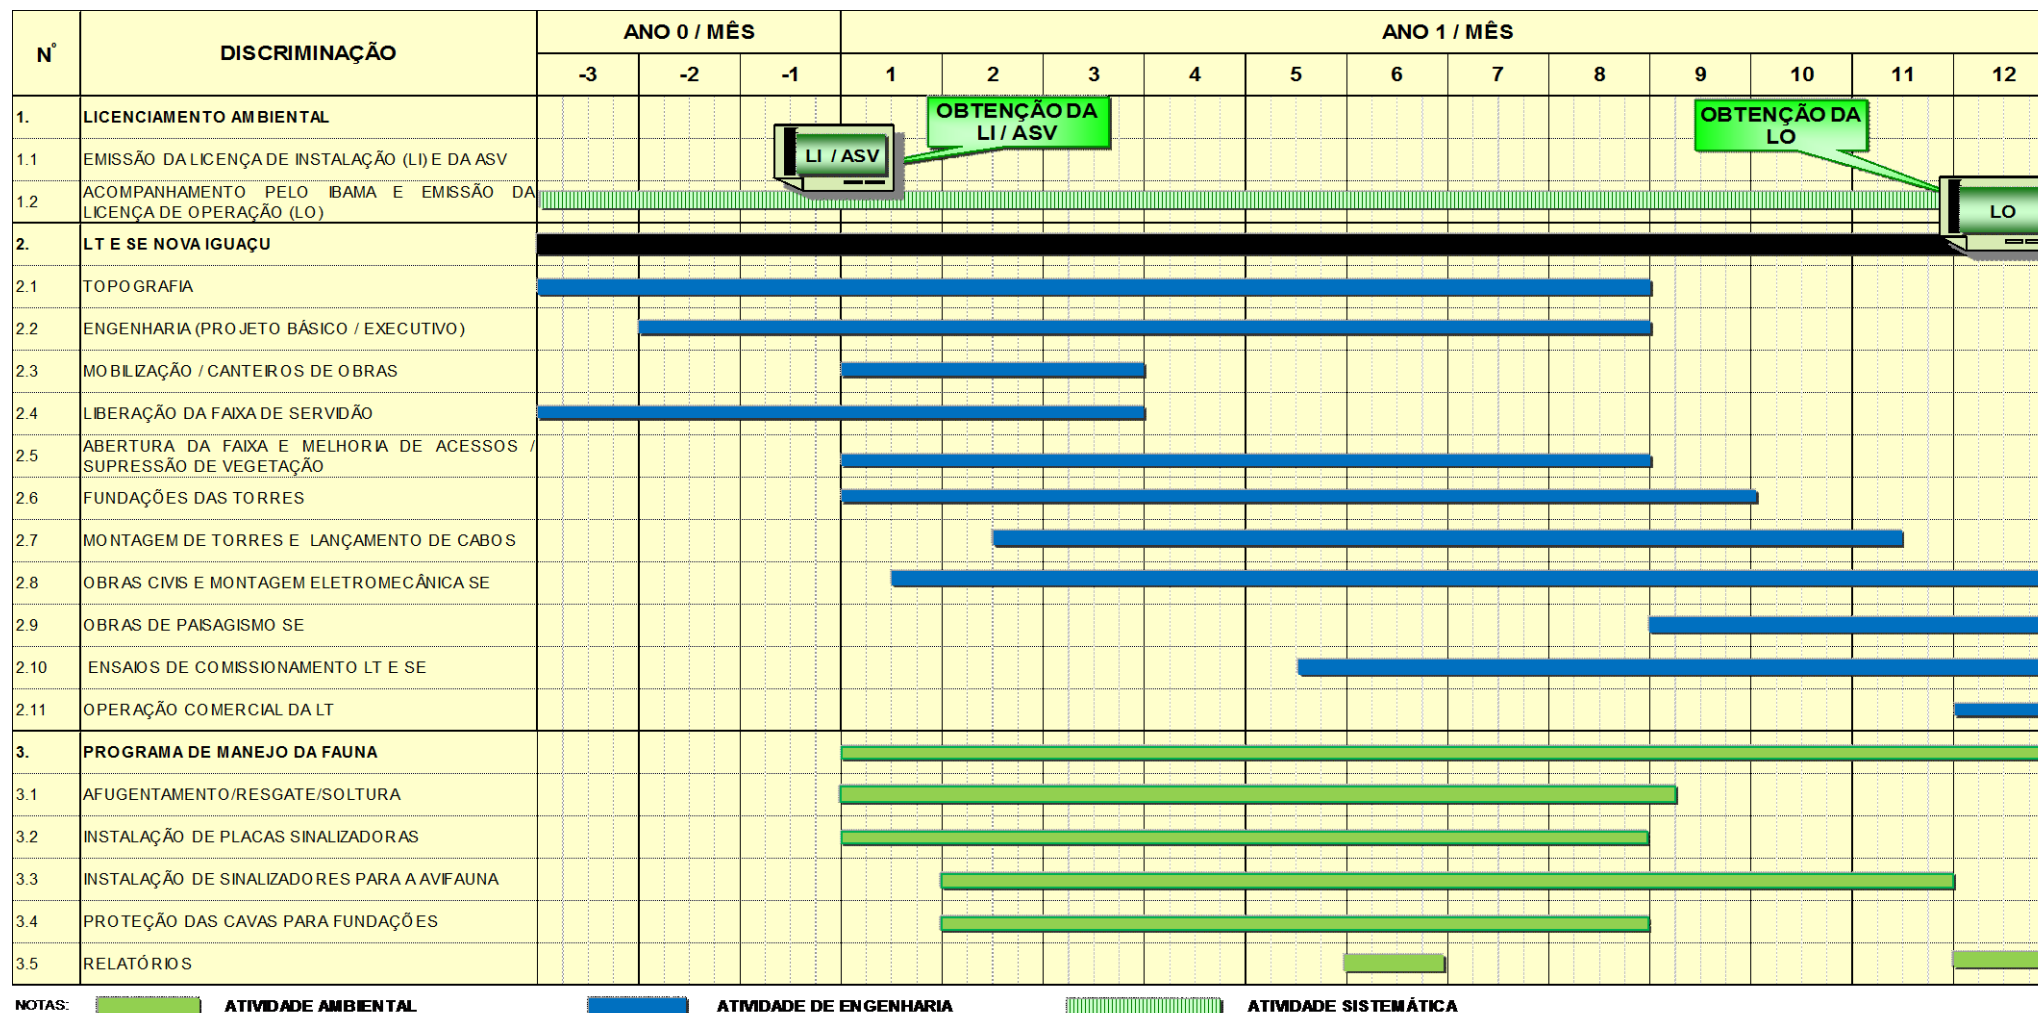 Nº DISCRIMINAÇÃO ANO 0 / MÊS ANO 1 / MÊS
-3 -2 -1 1 2 3 4 5 6 7 8 9 10 11 12
1. LICENCIAMENTO AMBIENTAL
OBTENÇÃO DA
LI / ASV
OBTENÇÃO DA
LO
1.1 EMISSÃO DA LICENÇA DE INSTALAÇÃO (LI) E DA ASV
LI / ASV
1.2 ACOMPANHAMENTO PELO IBAMA E EMISSÃO DA
LICENÇA DE OPERAÇÃO (LO)
LO
2. LT E SE NOVA IGUAÇU
2.1 TOPOGRAFIA
2.2 ENGENHARIA (PROJETO BÁSICO / EXECUTIVO)
2.3 MOBILIZAÇÃO / CANTEIROS DE OBRAS
2.4 LIBERAÇÃO DA FAIXA DE SERVIDÃO
2.5 ABERTURA DA FAIXA E MELHORIA DE ACESSOS /
SUPRESSÃO DE VEGETAÇÃO
2.6 FUNDAÇÕES DAS TORRES
2.7 MONTAGEM DE TORRES E LANÇAMENTO DE CABOS
2.8 OBRAS CIVIS E MONTAGEM ELETROMECÂNICA SE
2.9 OBRAS DE PAISAGISMO SE
2.10 ENSAIOS DE COMISSIONAMENTO LT E SE
2.11 OPERAÇÃO COMERCIAL DA LT
3. PROGRAMA DE MANEJO DA FAUNA
3.1 AFUGENTAMENTO/RESGATE/SOLTURA
3.2 INSTALAÇÃO DE PLACAS SINALIZADORAS
3.3 INSTALAÇÃO DE SINALIZADORES PARA A AVIFAUNA
3.4 PROTEÇÃO DAS CAVAS PARA FUNDAÇÕES
3.5 RELATÓRIOS
NOTAS: ATIVIDADE AMBIENTAL ATIVIDADE DE ENGENHARIA ATIVIDADE SISTEMÁTICA